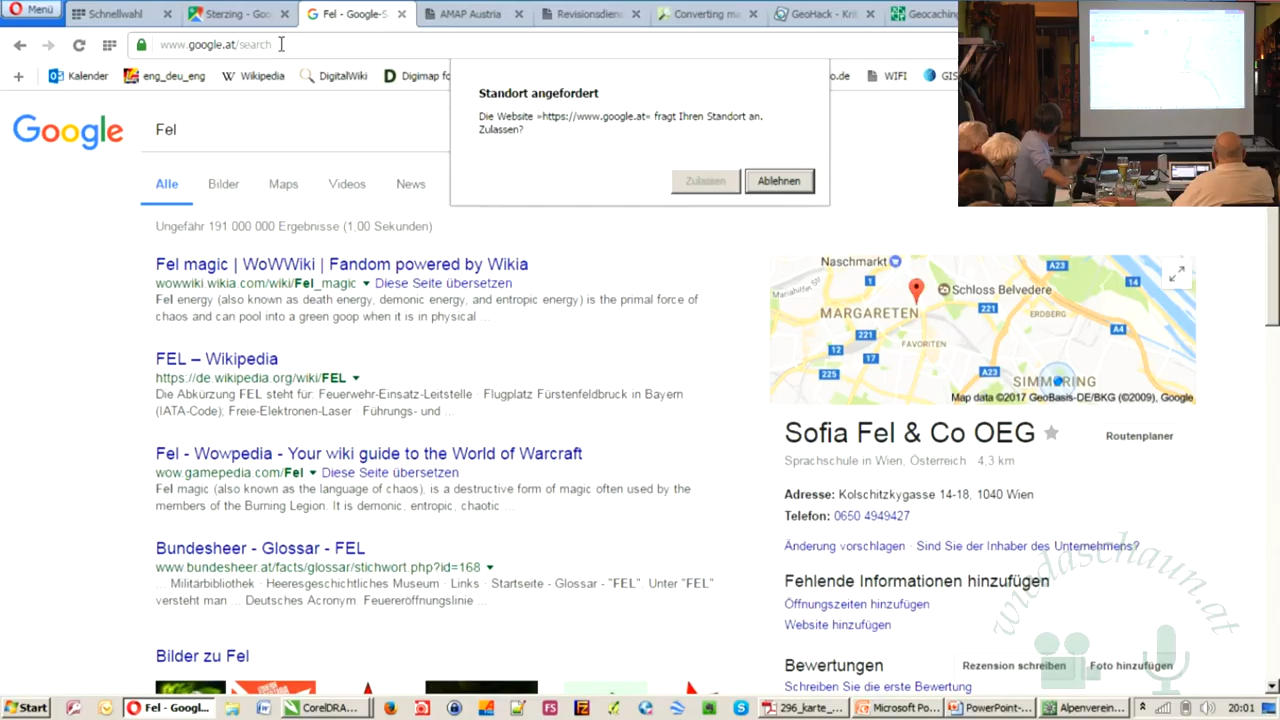 Menü
Schnellwahl
Sterzing - Goo
Fel - Google-S
AMAP Austria
Revisionsdien
Converting ma
GeoHack - Kri
Geocaching
www.google.at/search
Kalender
eng_deu_eng
Wikipedia
DigitalWiki
Digimap fo
o.de
WIFI
GIS
Standort angefordert
Die Website »https://www.google.at« fragt Ihren Standort an.
Zulassen?
Zulassen
Ablehnen
Google
Fel
Alle
Bilder
Maps
Videos
News
Ungefähr 191 000 000 Ergebnisse (1,00 Sekunden)
Fel magic | WoWWiki | Fandom powered by Wikia
wowwiki.wikia.com/wiki/Fel_magic Diese Seite übersetzen
Fel energy (also known as death energy, demonic energy, and entropic energy) is the primal force of
chaos and can pool into a green goop when it is in physical ...
FEL – Wikipedia
https://de.wikipedia.org/wiki/FEL
Die Abkürzung FEL steht für: Feuerwehr-Einsatz-Leitstelle · Flugplatz Fürstenfeldbruck in Bayern
(IATA-Code); Freie-Elektronen-Laser · Führungs- und ...
Fel - Wowpedia - Your wiki guide to the World of Warcraft
wow.gamepedia.com/Fel Diese Seite übersetzen
Fel magic (also known as the language of chaos), is a destructive form of magic often used by the
members of the Burning Legion. It is demonic, entropic, chaotic ...
Bundesheer - Glossar - FEL
www.bundesheer.at/facts/glossar/stichwort.php?id=168
... Militärbibliothek · Heeresgeschichtliches Museum · Links · Startseite - Glossar - "FEL". Unter "FEL"
versteht man ... Deutsches Acronym. Feuereröffnungslinie ...
Bilder zu Fel
Naschmarkt
Mariahilfer
MARGARETEN
Schloss Belvedere
ERDBERG
FAVORITEN
SIMMERING
A23
14
1
221
221
A4
12
17
225
A23
Map data ©2017 GeoBasis-DE/BKG (©2009), Google
Sofia Fel & Co OEG
Routenplaner
Sprachschule in Wien, Österreich 4,3 km
Adresse: Kolschitzkygasse 14-18, 1040 Wien
Telefon: 0650 4949427
Änderung vorschlagen · Sind Sie der Inhaber des Unternehmens?
Fehlende Informationen hinzufügen
Öffnungszeiten hinzufügen
Website hinzufügen
Bewertungen
Rezension schreiben
Foto hinzufügen
Schreiben Sie die erste Bewertung
wiedaschaun.at
Start
Fel - Googl...
CorelDRA...
296_karte_...
Microsoft Po...
PowerPoint-...
Alpenverein...
20:01